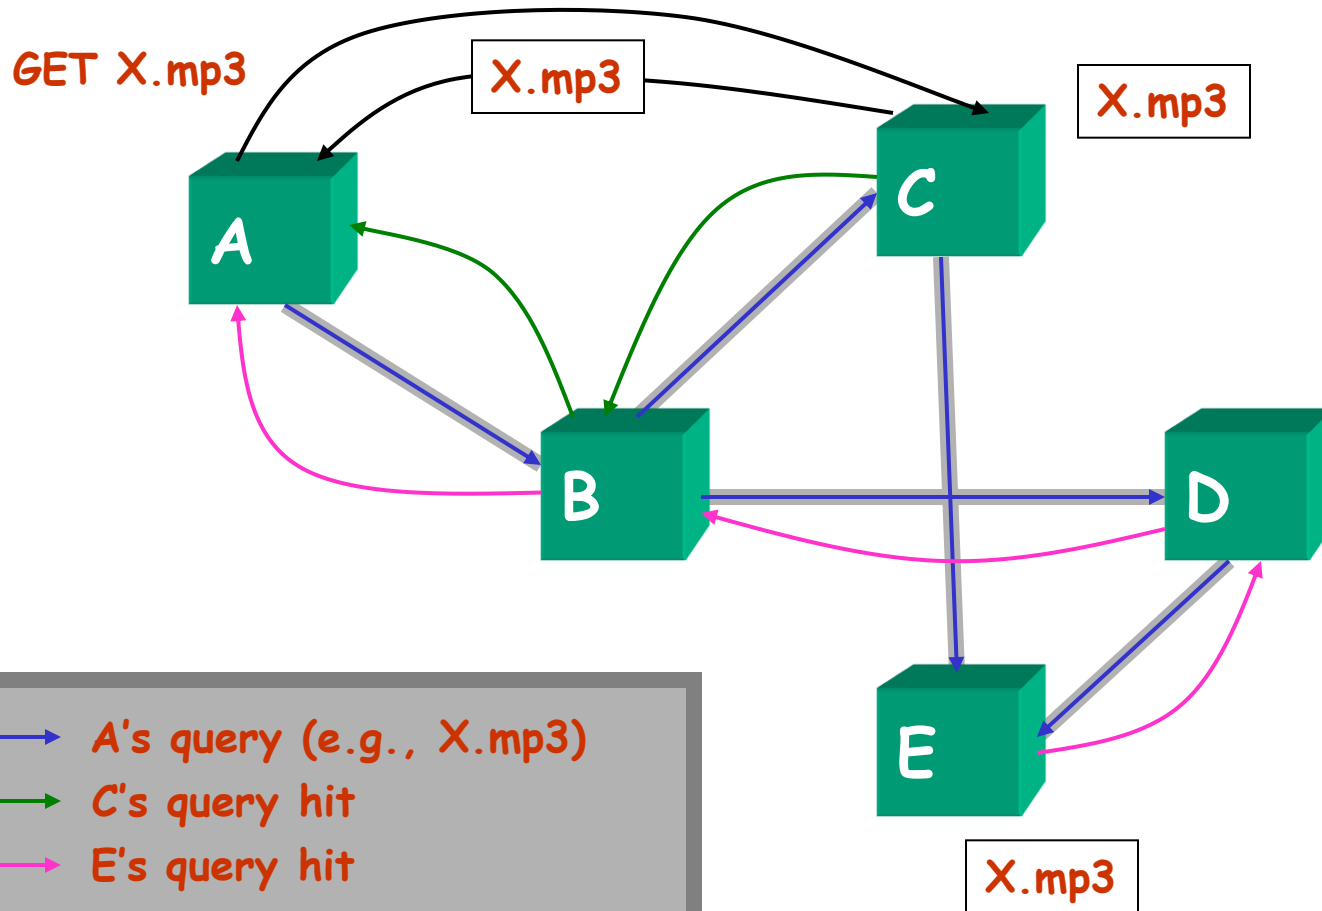 GET X.mp3
X.mp3
X.mp3
A
C
B
D
E
A's query (e.g., X.mp3)
C's query hit
E's query hit
X.mp3